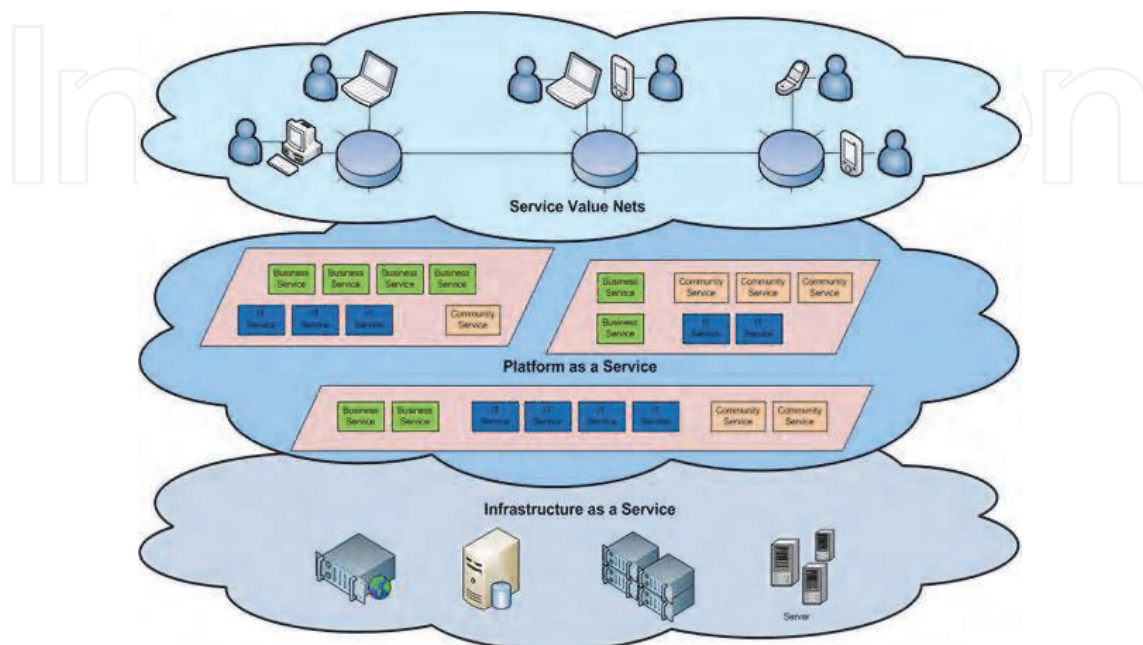 InTechOpen
Service Value Nets
Business
Service
Business
Service
Business
Service
Business
Service
IT
Service
IT
Service
IT
Service
Community
Service
Business
Service
Community
Service
Community
Service
Community
Service
Business
Service
IT
Service
IT
Service
Platform as a Service
Business
Service
Business
Service
IT
Service
IT
Service
IT
Service
IT
Service
Community
Service
Community
Service
Infrastructure as a Service
Server